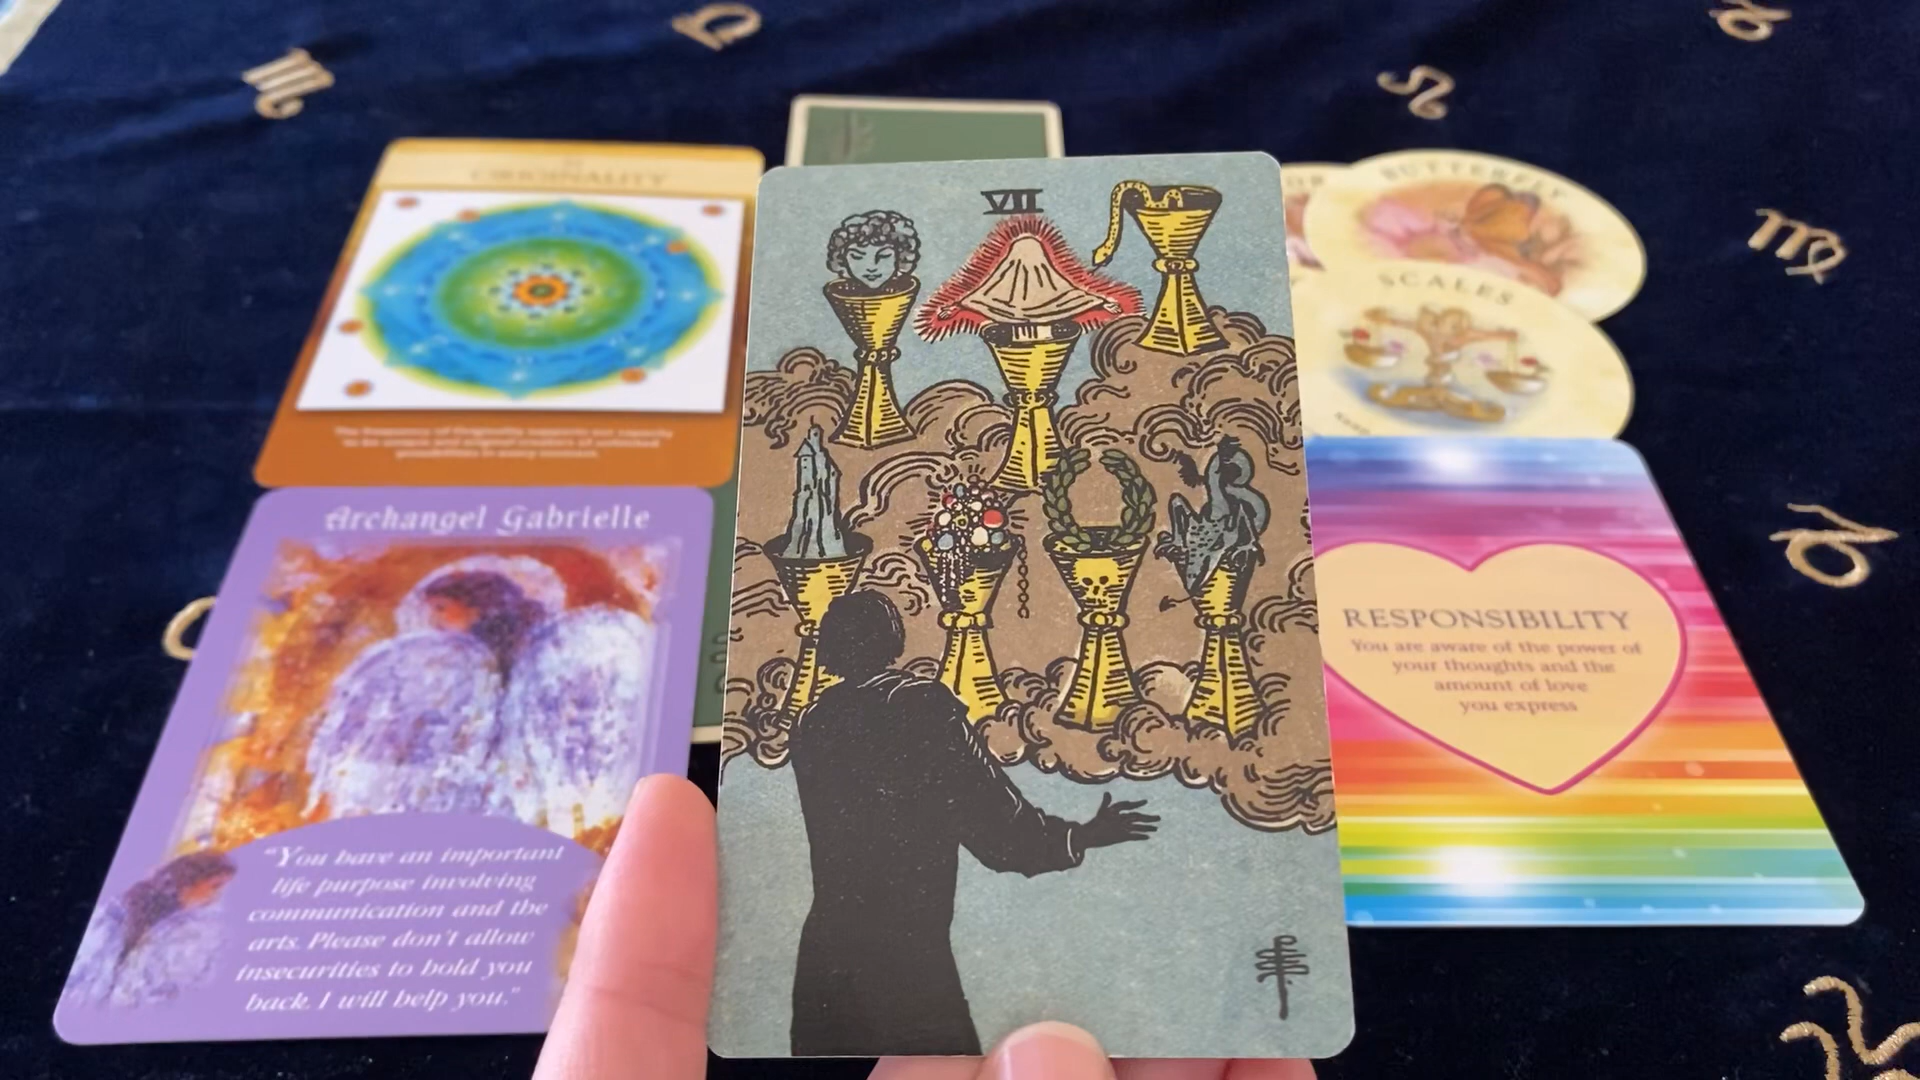 ORIGINALITY
VII
BUTTERFLY
SCALES
Archangel Gabrielle
"You have an important
life purpose involving
communication and the
arts. Please don't allow
insecurities to hold you
back. I will help you."
RESPONSIBILITY
You are aware of the power of
your thoughts and the
amount of love
you express